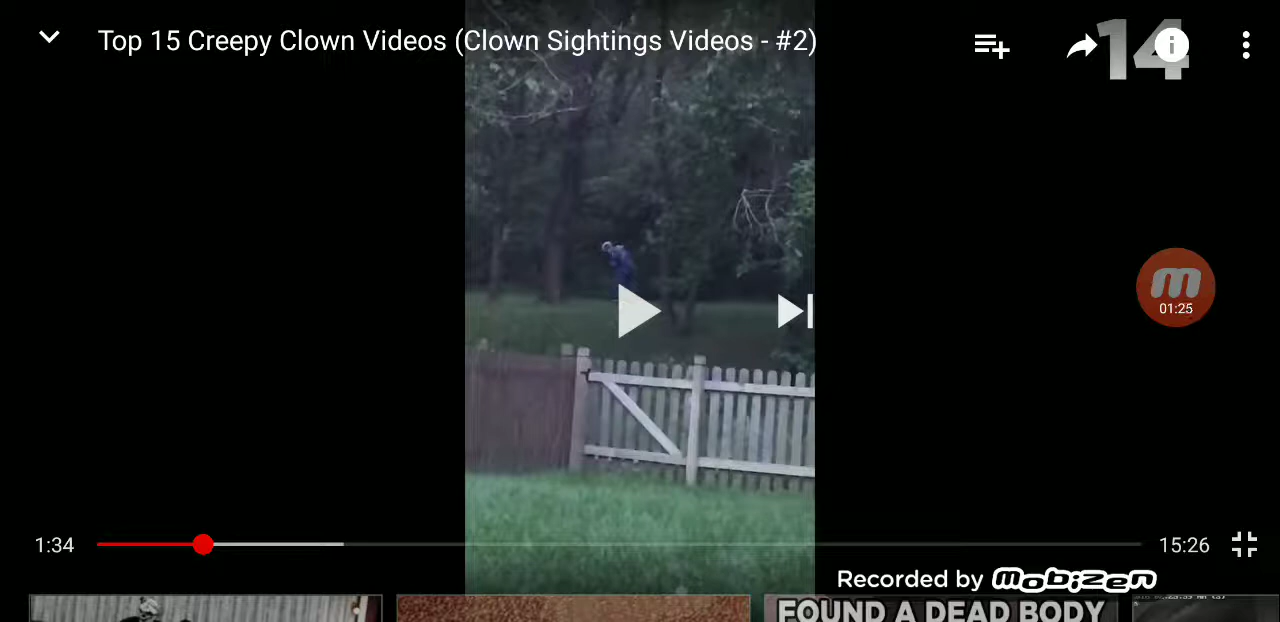 Top 15 Creepy Clown Videos (Clown Sightings Videos - #2)
14
01:25
1:34
15:26
Recorded by mobizen
FOUND A DEAD BODY